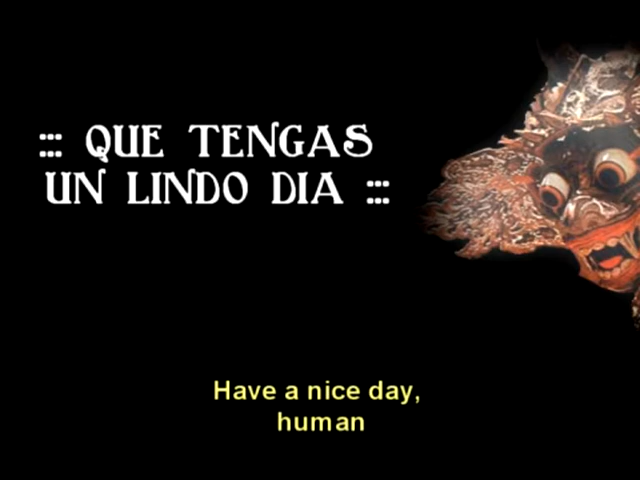 ::: QUE TENGAS
UN LINDO DIA :::
Have a nice day,
human